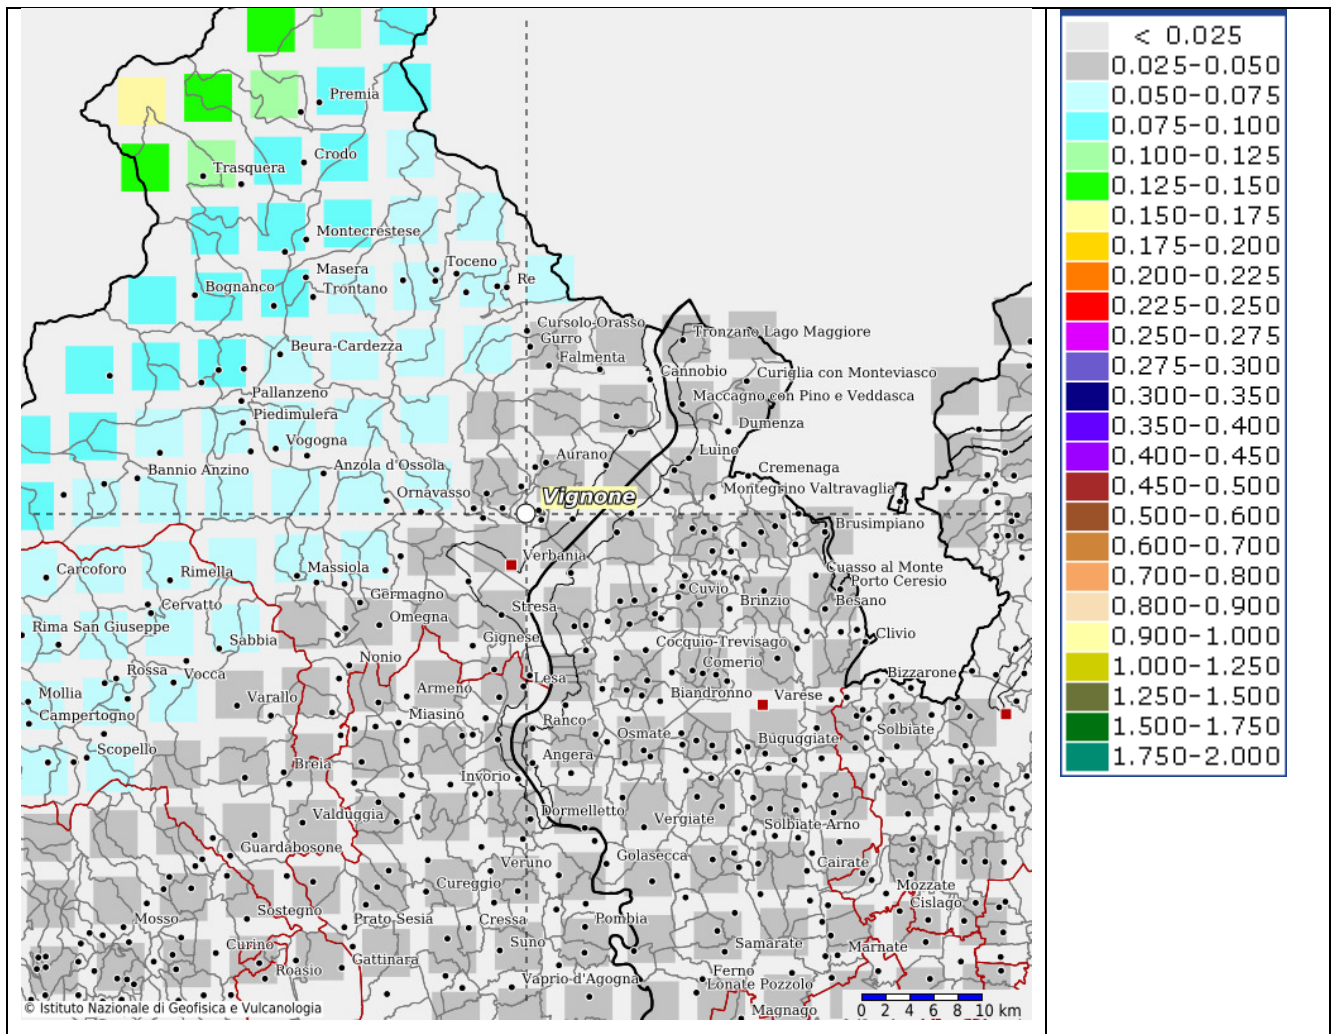 Premia
Crodo
Trasquera
Montecrestese
Toceno
Masera
Re
Bognanco
Trontano
Cursolo-Orasso
Gurro
Tronzano Lago Maggiore
Beura-Cardezza
Falmenta
Cannobio
Curiglia con Monteviasco
Pallanzeno
Maccagno con Pino e Veddasca
Piedimulera
Dumenza
Vogogna
Luino
Aurano
Bannio Anzino
Anzola d'Ossola
Cremenaga
Ornavasso
Vignone
Montegrino Valtravaglia
Brusimpiano
Verbania
Carcoforo
Rimella
Massiola
Cuasso al Monte
Porto Ceresio
Germagno
Cuvio
Cervatto
Stresa
Brinzio
Besano
Omegna
Rima San Giuseppe
Sabbia
Gignese
Cocquio-Trevisago
Clivio
Nonio
Comerio
Rossa
Vocca
Lesa
Bizzarone
Mollia
Varallo
Armeno
Biandronno
Varese
Campertogno
Miasino
Ranco
Osmate
Buguggiate
Solbiate
Scopello
Breia
Invorio
Angera
Valduggia
Dormelletto
Vergiate
Solbiate Arno
Guardabosone
Veruno
Golasecca
Cairate
Cureggio
Mozzate
Cislago
Mosso
Sostegno
Prato Sesia
Cressa
Pombia
Curino
Suno
Samarate
Marnate
Roasio
Gattinara
Vaprio d'Agogna
Ferno
Lonate Pozzolo
Magnago
© Istituto Nazionale di Geofisica e Vulcanologia
0 2 4 6 8 10 km
< 0.025
0.025-0.050
0.050-0.075
0.075-0.100
0.100-0.125
0.125-0.150
0.150-0.175
0.175-0.200
0.200-0.225
0.225-0.250
0.250-0.275
0.275-0.300
0.300-0.350
0.350-0.400
0.400-0.450
0.450-0.500
0.500-0.600
0.600-0.700
0.700-0.800
0.800-0.900
0.900-1.000
1.000-1.250
1.250-1.500
1.500-1.750
1.750-2.000